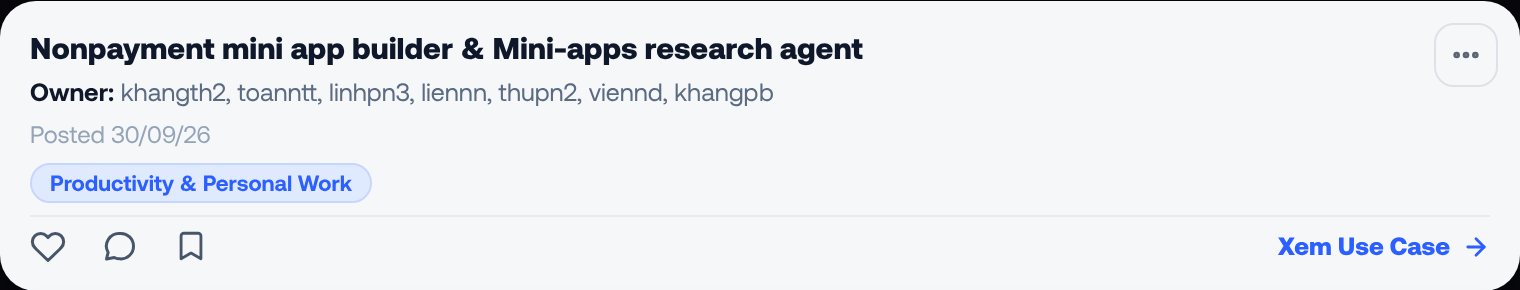 Nonpayment mini app builder & Mini-apps research agent
Owner: khangth2, toanntt, linhpn3, liennn, thupn2, viennd, khangpb
Posted 30/09/26
Productivity & Personal Work
Xem Use Case